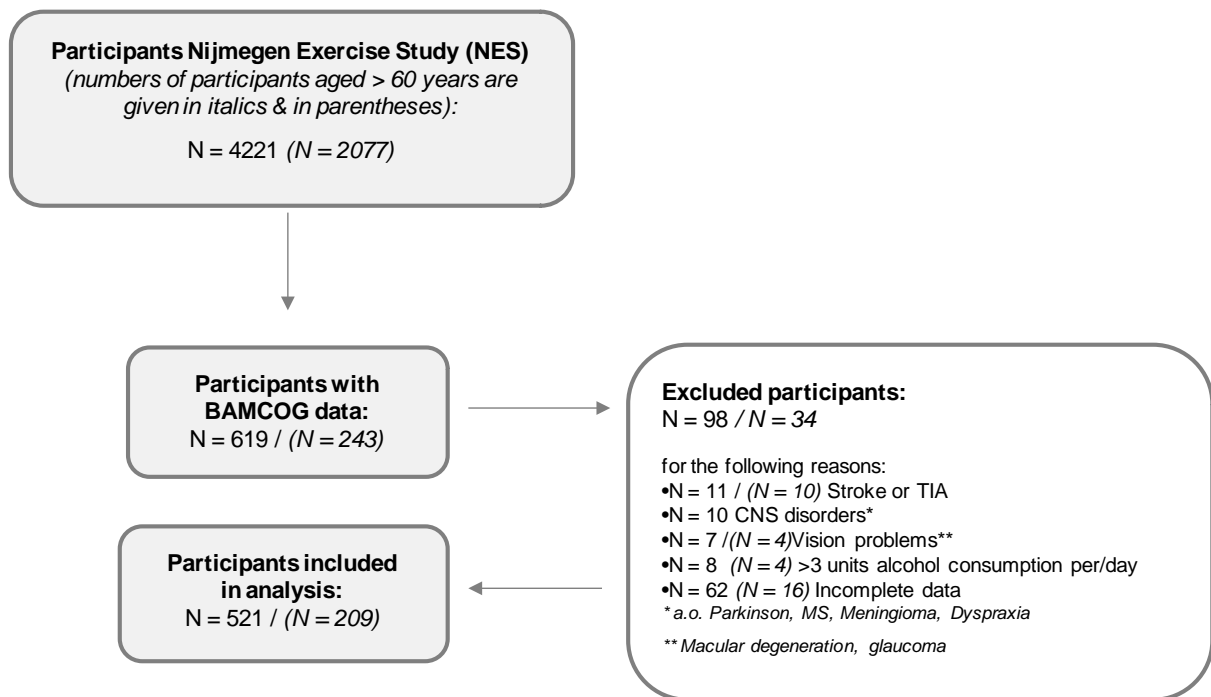 Participants Nijmegen Exercise Study (NES)
(numbers of participants aged > 60 years are
given in italics & in parentheses):
N = 4221 (N = 2077)
Participants with
BAMCOG data:
N = 619 / (N = 243)
Excluded participants:
N = 98 / N = 34
for the following reasons:
•N = 11 / (N = 10) Stroke or TIA
•N = 10 CNS disorders*
•N = 7 /(N = 4)Vision problems**
•N = 8 (N = 4) >3 units alcohol consumption per/day
•N = 62 (N = 16) Incomplete data
* a.o. Parkinson, MS, Meningioma, Dyspraxia
** Macular degeneration, glaucoma
Participants included
in analysis:
N = 521 / (N = 209)